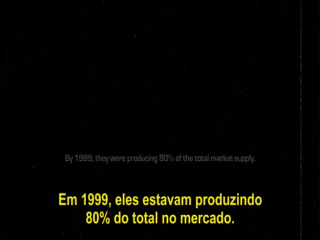 By 1999, they were producing 80% of the total market supply.
Em 1999, eles estavam produzindo
80% do total no mercado.